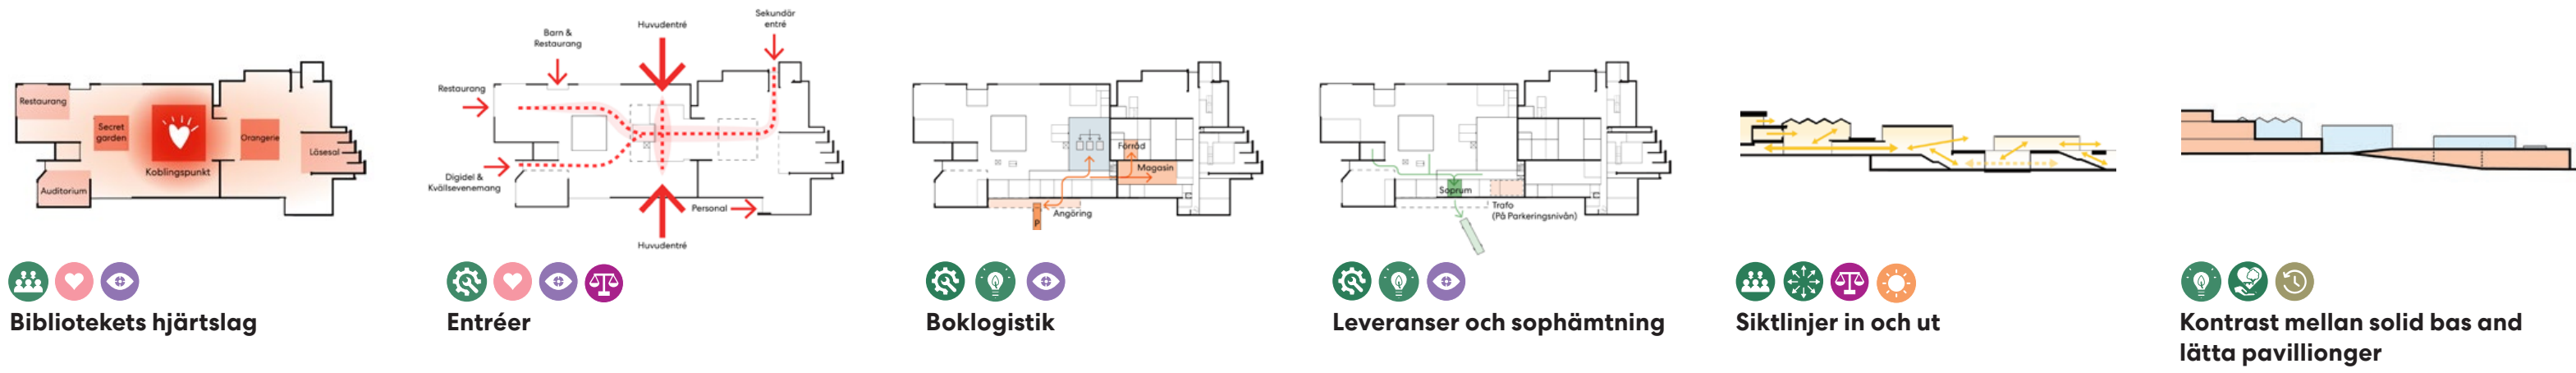 Restaurang
Secret
garden
Koblingspunkt
Orangerie
Läsesal
Auditorium
Bibliotekets hjärtslag
Barn &
Restaurang
Huvudentré
Sekundär
entré
Restaurang
Digidel &
Kvällsevenemang
Personal
Huvudentré
Entréer
Förråd
Magasin
Angöring
P
Boklogistik
Soprum
Trafo
(På Parkeringsnivån)
Leveranser och sophämtning
Siktlinjer in och ut
Kontrast mellan solid bas and
lätta pavillionger